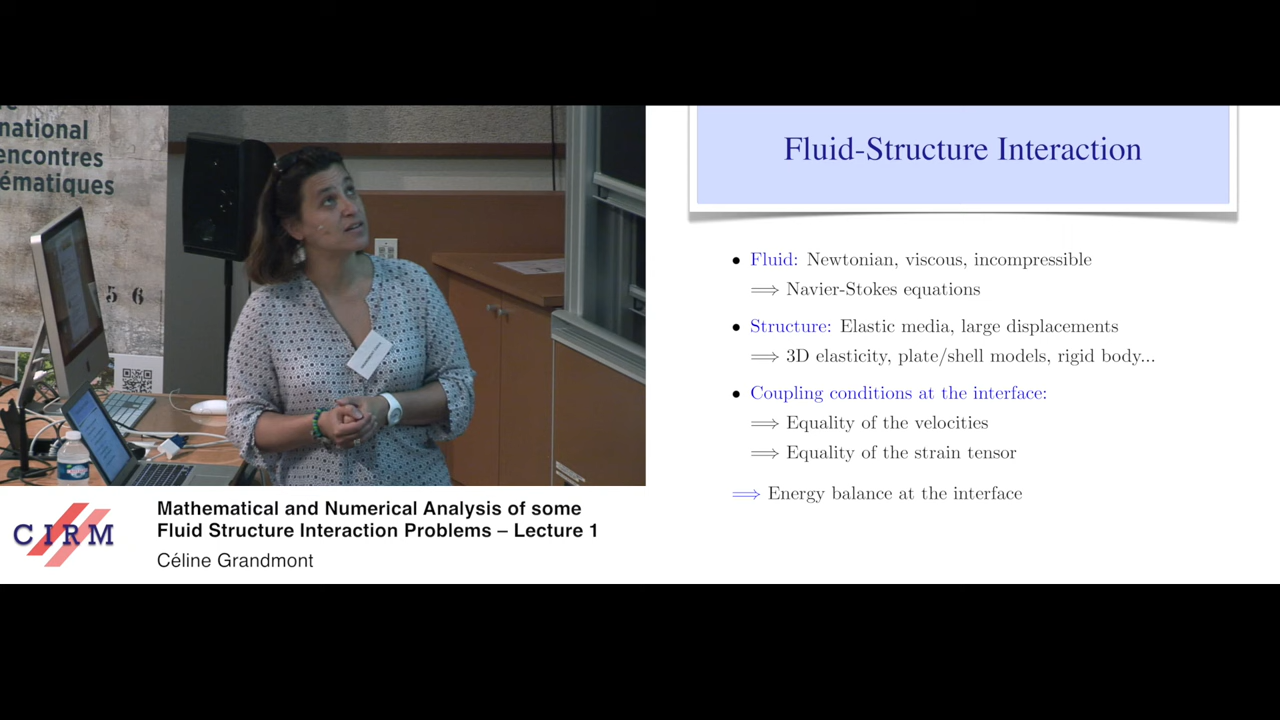 national
encontres
ématiques
5 6
CIRM
Mathematical and Numerical Analysis of some
Fluid Structure Interaction Problems – Lecture 1
Céline Grandmont
Fluid-Structure Interaction
• Fluid: Newtonian, viscous, incompressible
⟹ Navier-Stokes equations
• Structure: Elastic media, large displacements
⟹ 3D elasticity, plate/shell models, rigid body...
• Coupling conditions at the interface:
⟹ Equality of the velocities
⟹ Equality of the strain tensor
⟹ Energy balance at the interface